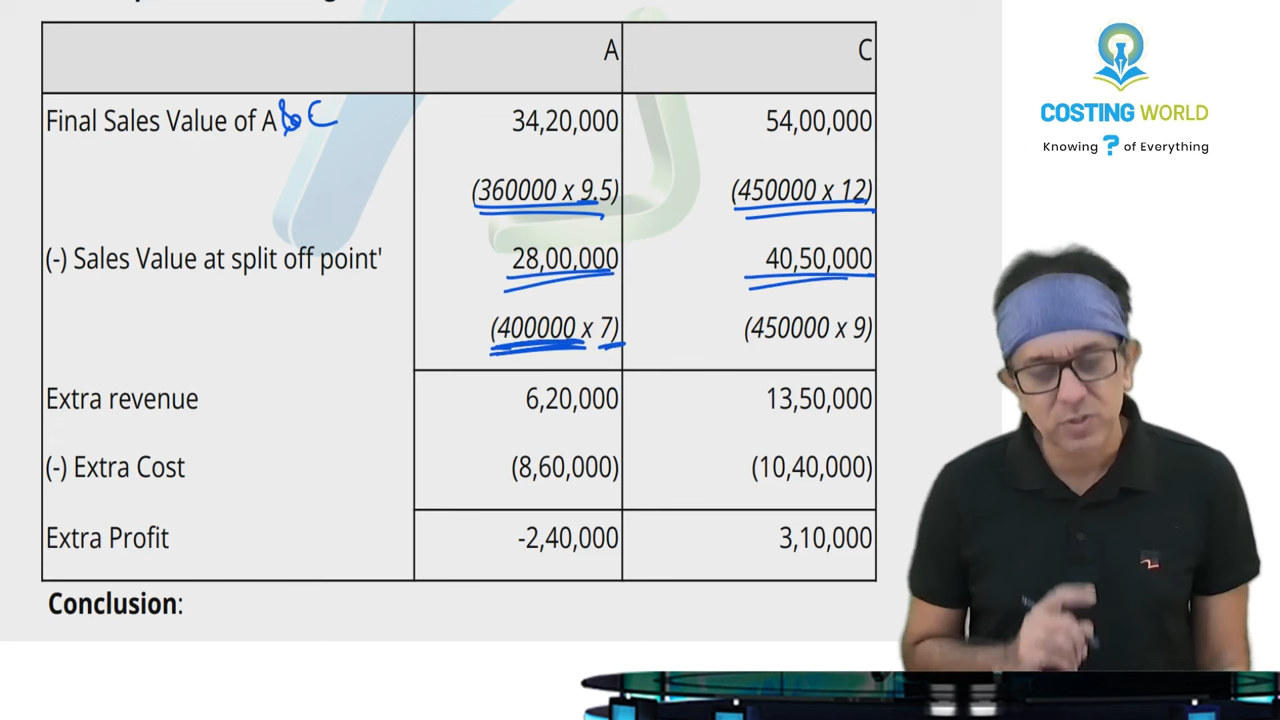 A C
Final Sales Value of A & C 34,20,000 54,00,000
(360000 x 9.5) (450000 x 12)
(-) Sales Value at split off point' 28,00,000 40,50,000
(400000 x 7) (450000 x 9)
Extra revenue 6,20,000 13,50,000
(-) Extra Cost (8,60,000) (10,40,000)
Extra Profit -2,40,000 3,10,000
Conclusion:
COSTING WORLD
Knowing ? of Everything